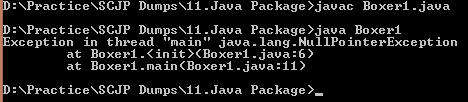 D:\Practice\SCJP Dumps\11.Java Package>javac Boxer1.java
D:\Practice\SCJP Dumps\11.Java Package>java Boxer1
Exception in thread "main" java.lang.NullPointerException
at Boxer1.<init>(Boxer1.java:6)
at Boxer1.main(Boxer1.java:11)
D:\Practice\SCJP Dumps\11.Java Package>_